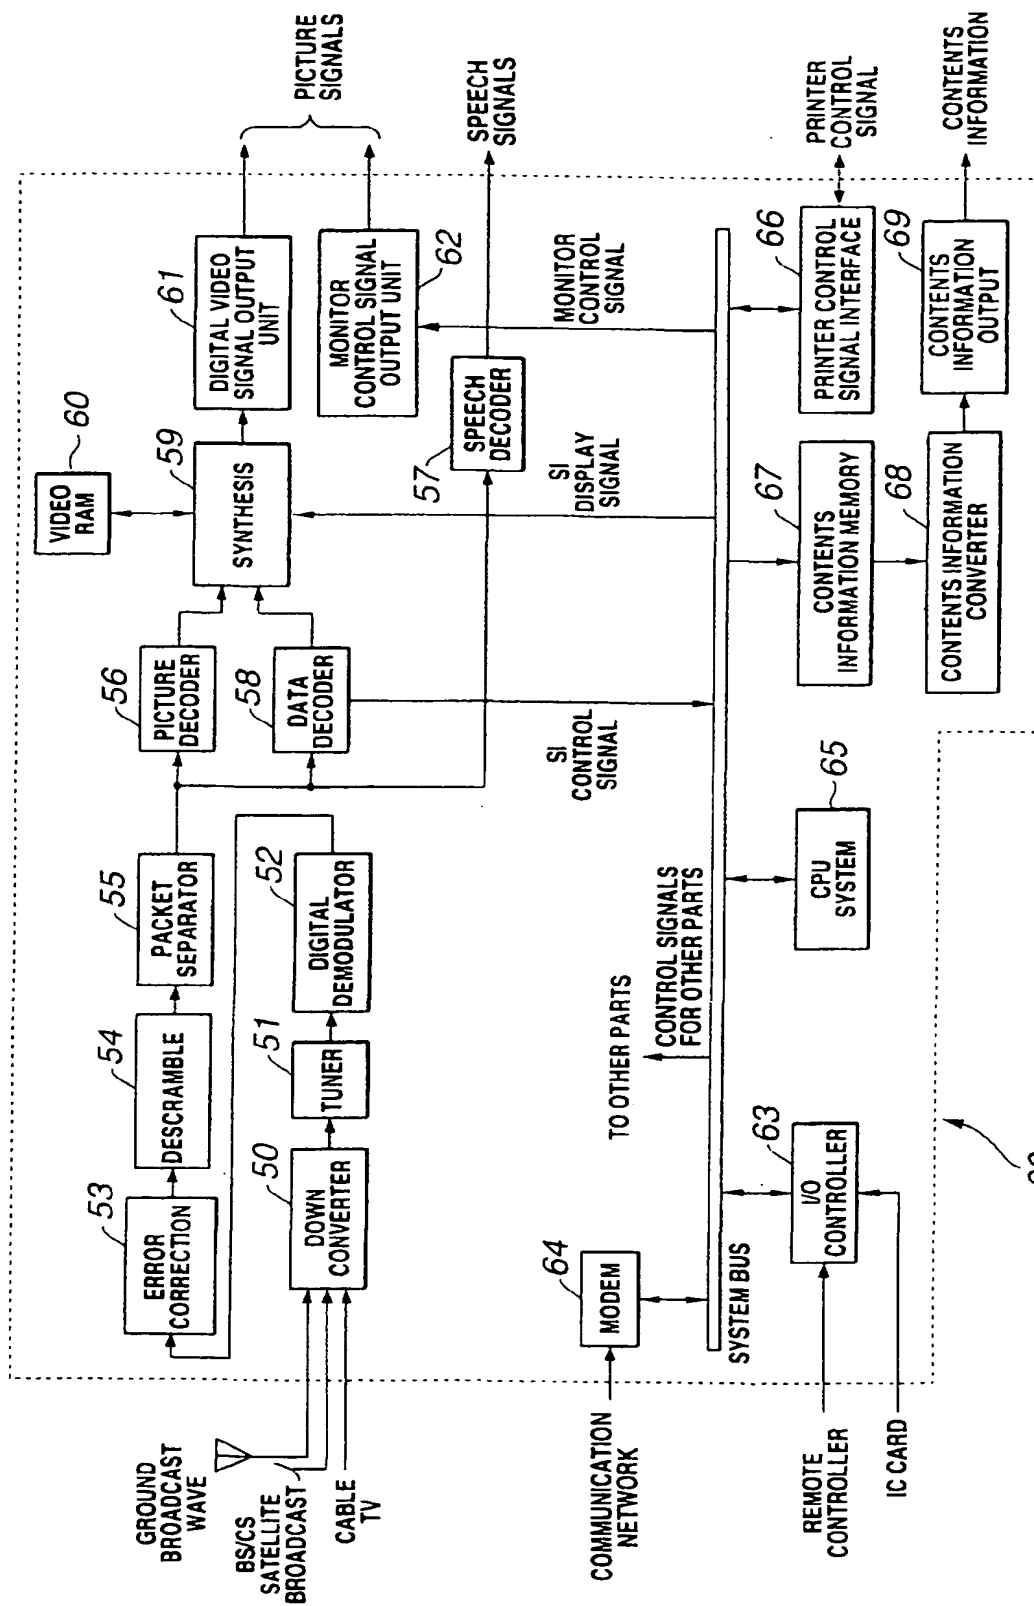 GROUND
BROADCAST
WAVE
BS/CS
SATELLITE
BROADCAST
CABLE
TV
53
ERROR
CORRECTION
54
DESCRAMBLE
55
PACKET
SEPARATOR
50
DOWN
CONVERTER
51
TUNER
52
DIGITAL
DEMODULATOR
56
PICTURE
DECODER
58
DATA
DECODER
60
VIDEO
RAM
59
SYNTHESIS
61
DIGITAL VIDEO
SIGNAL OUTPUT
UNIT
MONITOR
CONTROL SIGNAL
OUTPUT UNIT
62
PICTURE
SIGNALS
57
SPEECH
DECODER
SPEECH
SIGNALS
SI
CONTROL
SIGNAL
SI
DISPLAY
SIGNAL
MONITOR
CONTROL
SIGNAL
COMMUNICATION
NETWORK
64
MODEM
TO OTHER PARTS
CONTROL SIGNALS
FOR OTHER PARTS
SYSTEM BUS
REMOTE
CONTROLLER
IC CARD
63
I/O
CONTROLLER
65
CPU
SYSTEM
67
CONTENTS
INFORMATION MEMORY
66
PRINTER CONTROL
SIGNAL INTERFACE
PRINTER
CONTROL
SIGNAL
68
CONTENTS INFORMATION
CONVERTER
69
CONTENTS
INFORMATION
OUTPUT
CONTENTS
INFORMATION